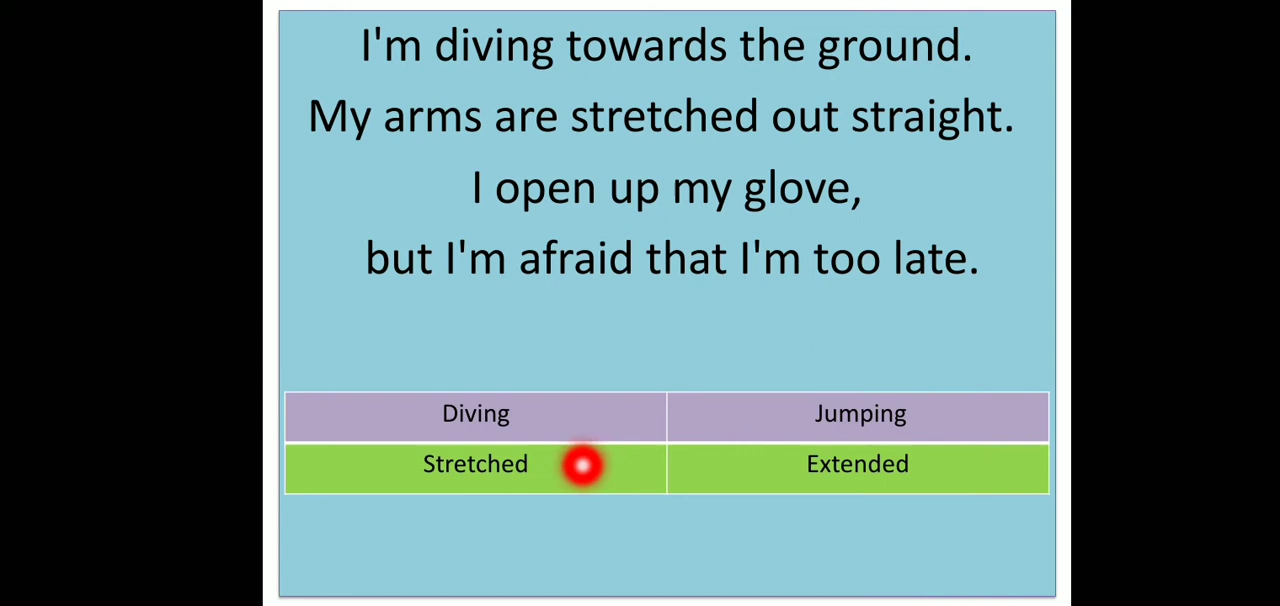 I'm diving towards the ground.
My arms are stretched out straight.
I open up my glove,
but I'm afraid that I'm too late.
Diving Jumping
Stretched Extended